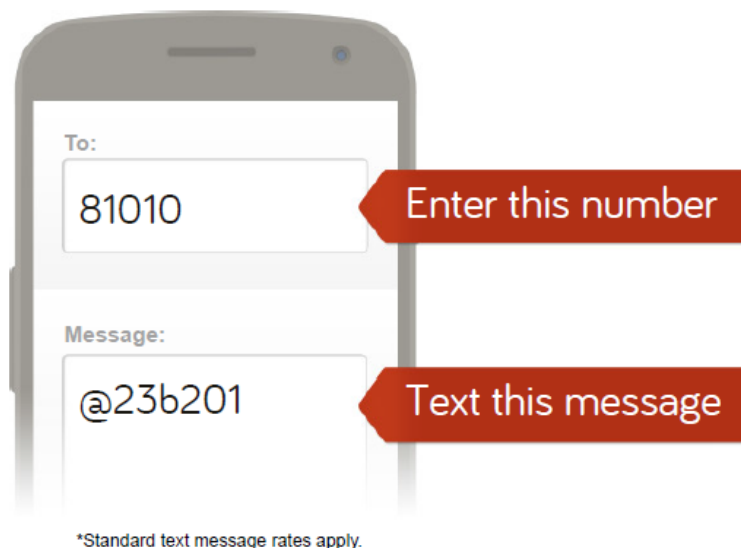 To:
81010
Enter this number
Message:
@23b201
Text this message
*Standard text message rates apply.